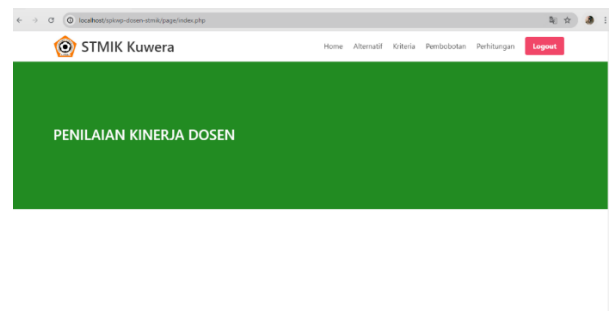 localhost/spkwp-dosen-stmik/page/index.php
STMIK Kuwera Home Alternatif Kriteria Pembobotan Perhitungan Logout
PENILAIAN KINERJA DOSEN